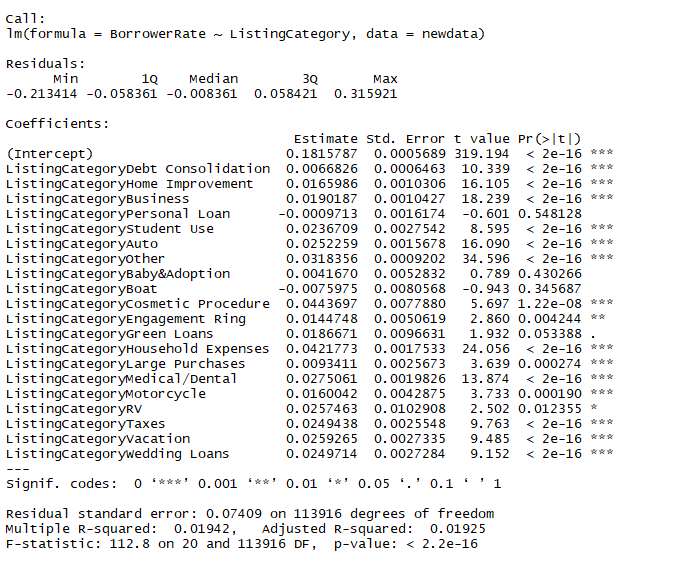 Call:
lm(formula = BorrowerRate ~ ListingCategory, data = newdata)
Residuals:
Min 1Q Median 3Q Max
-0.213414 -0.058361 -0.008361 0.058421 0.315921
Coefficients:
Estimate Std. Error t value Pr(>|t|)
(Intercept) 0.1815787 0.0005689 319.194 < 2e-16 ***
ListingCategoryDebt Consolidation 0.0066826 0.0006463 10.339 < 2e-16 ***
ListingCategoryHome Improvement 0.0165986 0.0010306 16.105 < 2e-16 ***
ListingCategoryBusiness 0.0190187 0.0010427 18.239 < 2e-16 ***
ListingCategoryPersonal Loan -0.0009713 0.0016174 -0.601 0.548128
ListingCategoryStudent Use 0.0236709 0.0027542 8.595 < 2e-16 ***
ListingCategoryAuto 0.0252259 0.0015678 16.090 < 2e-16 ***
ListingCategoryOther 0.0318356 0.0009202 34.596 < 2e-16 ***
ListingCategoryBaby&Adoption 0.0041670 0.0052832 0.789 0.430266
ListingCategoryBoat -0.0075975 0.0080568 -0.943 0.345687
ListingCategoryCosmetic Procedure 0.0443697 0.0077880 5.697 1.22e-08 ***
ListingCategoryEngagement Ring 0.0144748 0.0050619 2.860 0.004244 **
ListingCategoryGreen Loans 0.0186671 0.0096631 1.932 0.053388 .
ListingCategoryHousehold Expenses 0.0421773 0.0017533 24.056 < 2e-16 ***
ListingCategoryLarge Purchases 0.0093411 0.0025673 3.639 0.000274 ***
ListingCategoryMedical/Dental 0.0275061 0.0019826 13.874 < 2e-16 ***
ListingCategoryMotorcycle 0.0160042 0.0042875 3.733 0.000190 ***
ListingCategoryRV 0.0257463 0.0102908 2.502 0.012355 *
ListingCategoryTaxes 0.0249438 0.0025548 9.763 < 2e-16 ***
ListingCategoryVacation 0.0259265 0.0027335 9.485 < 2e-16 ***
ListingCategoryWedding Loans 0.0249714 0.0027284 9.152 < 2e-16 ***
---
Signif. codes: 0 ‘***’ 0.001 ‘**’ 0.01 ‘*’ 0.05 ‘.’ 0.1 ‘ ’ 1
Residual standard error: 0.07409 on 113916 degrees of freedom
Multiple R-squared: 0.01942, Adjusted R-squared: 0.01925
F-statistic: 112.8 on 20 and 113916 DF, p-value: < 2.2e-16